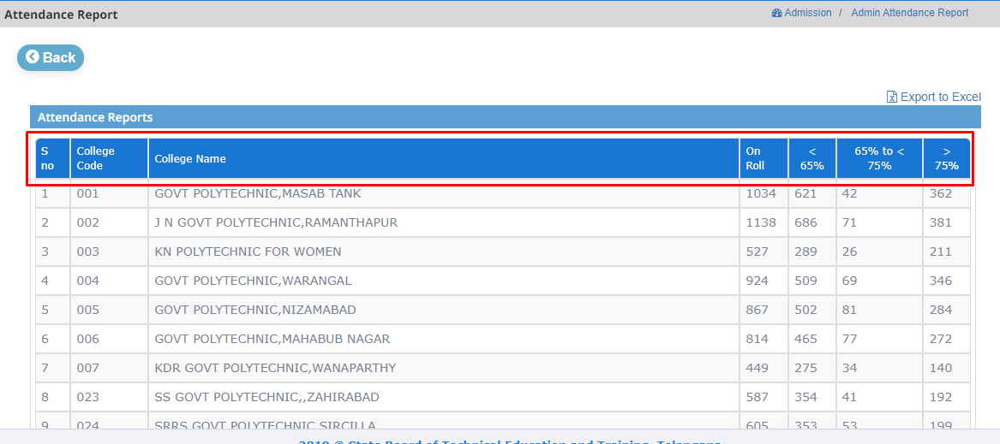 Attendance Report
Admission / Admin Attendance Report
Back
Export to Excel
Attendance Reports
S no College Code College Name On Roll < 65% 65% to < 75% > 75%
1 001 GOVT POLYTECHNIC,MASAB TANK 1034 621 42 362
2 002 J N GOVT POLYTECHNIC,RAMANTHAPUR 1138 686 71 381
3 003 KN POLYTECHNIC FOR WOMEN 527 289 26 211
4 004 GOVT POLYTECHNIC,WARANGAL 924 509 69 346
5 005 GOVT POLYTECHNIC,NIZAMABAD 867 502 81 284
6 006 GOVT POLYTECHNIC,MAHABUB NAGAR 814 465 77 272
7 007 KDR GOVT POLYTECHNIC,WANAPARTHY 449 275 34 140
8 023 SS GOVT POLYTECHNIC,,ZAHIRABAD 587 354 41 192
9 024 SRRS GOVT POLYTECHNIC,SIRCILLA 605 353 53 199
2019 © State Board of Technical Education and Training, Telangana